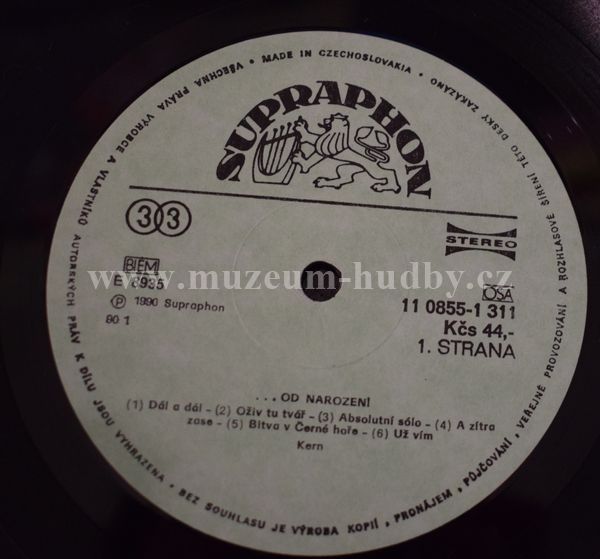 VŠECHNA PRÁVA VÝROBCE A VLASTNÍKŮ AUTORSKÝCH PRÁV K DÍLU JSOU VYHRAZENA • BEZ SOUHLASU JE VÝROBA KOPIÍ, PRONÁJEM, PŮJČOVÁNÍ, VEŘEJNÉ PROVOZOVÁNÍ A ROZHLASOVÉ ŠÍŘENÍ TÉTO DESKY ZAKÁZÁNO • MADE IN CZECHOSLOVAKIA •
SUPRAPHON
33
STEREO
www.muzeum-hudby.cz
BIEM
OSA
EY8935
11 0855-1 311
℗ 1990 Supraphon
Kčs 44,-
90 1
1. STRANA
...OD NAROZENÍ
(1) Dál a dál - (2) Oživ tu tvář - (3) Absolutní sólo - (4) A zítra
zase - (5) Bitva v Černé hoře - (6) Už vím
Kern